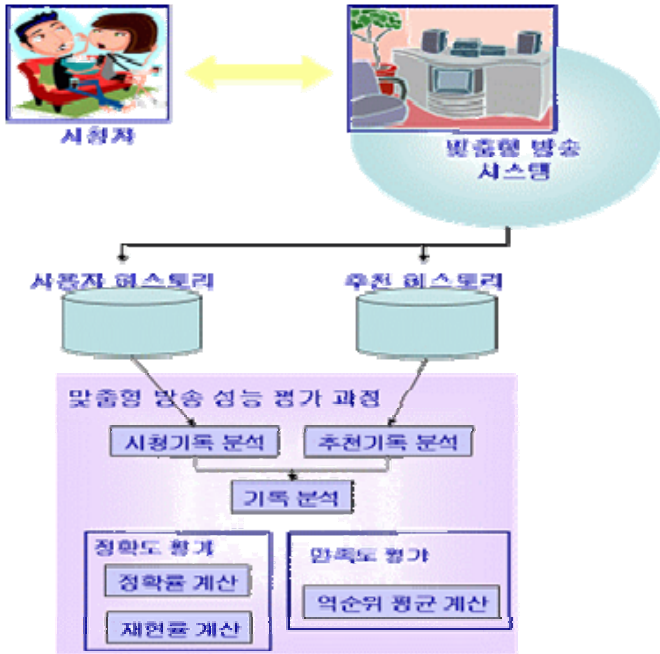 시청자
맞춤형 방송
시스템
사용자 히스토리
추천 히스토리
맞춤형 방송 성능 평가 과정
시청기록 분석
추천기록 분석
기록 분석
정확도 평가
정확률 계산
재현률 계산
만족도 평가
역순위 평균 계산